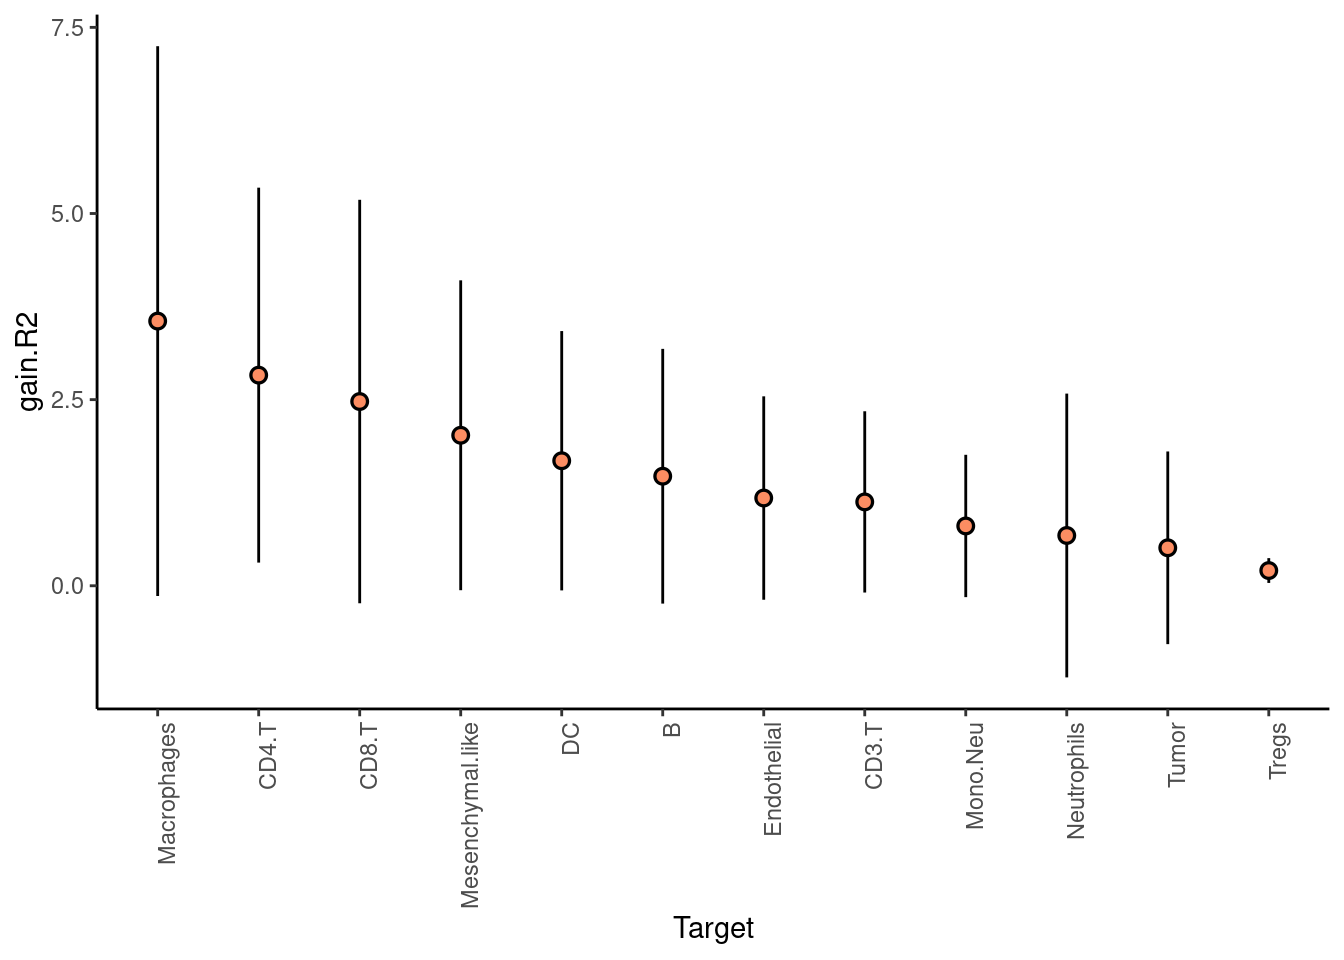 gain.R2
7.5
5.0
2.5
0.0
Macrophages
CD4.T
CD8.T
Mesenchymal.like
DC
B
Endothelial
CD3.T
Mono.Neu
Neutrophils
Tumor
Tregs
Target